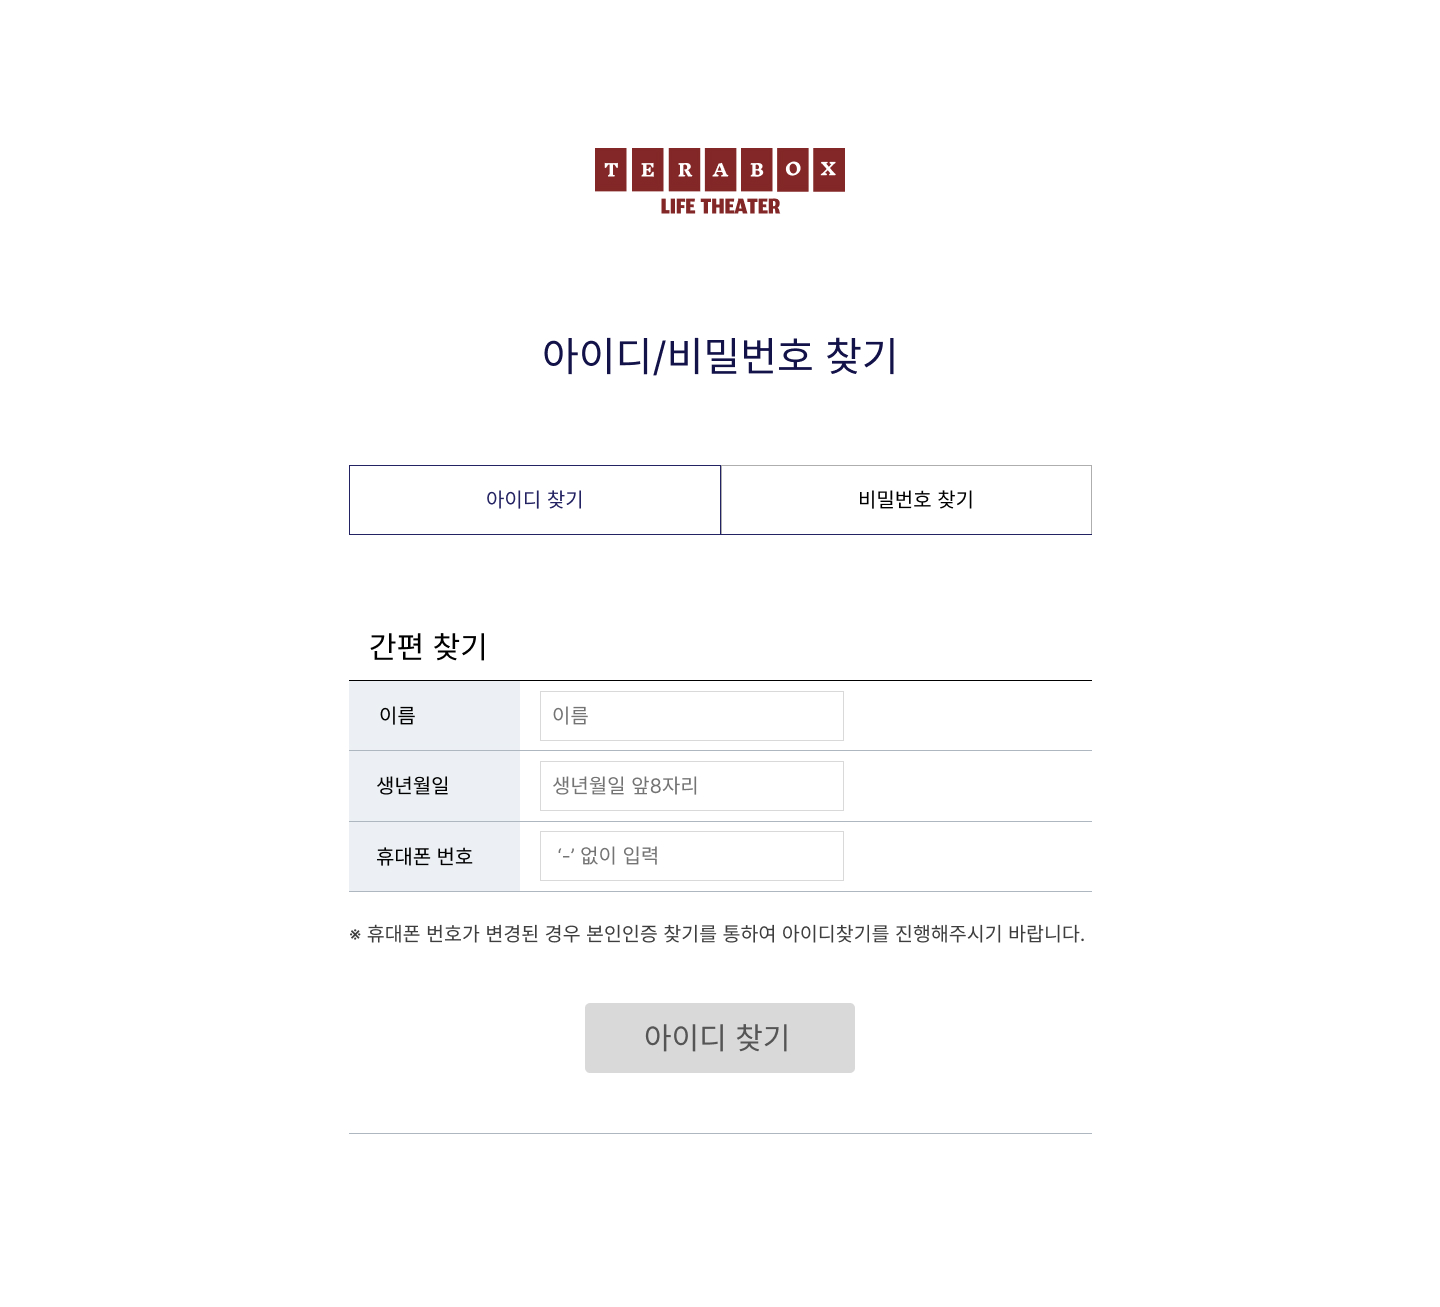 TERABOX
LIFE THEATER
아이디/비밀번호 찾기
아이디 찾기
비밀번호 찾기
간편 찾기
이름
이름
생년월일
생년월일 앞8자리
휴대폰 번호
‘-’ 없이 입력
※ 휴대폰 번호가 변경된 경우 본인인증 찾기를 통하여 아이디찾기를 진행해주시기 바랍니다.
아이디 찾기